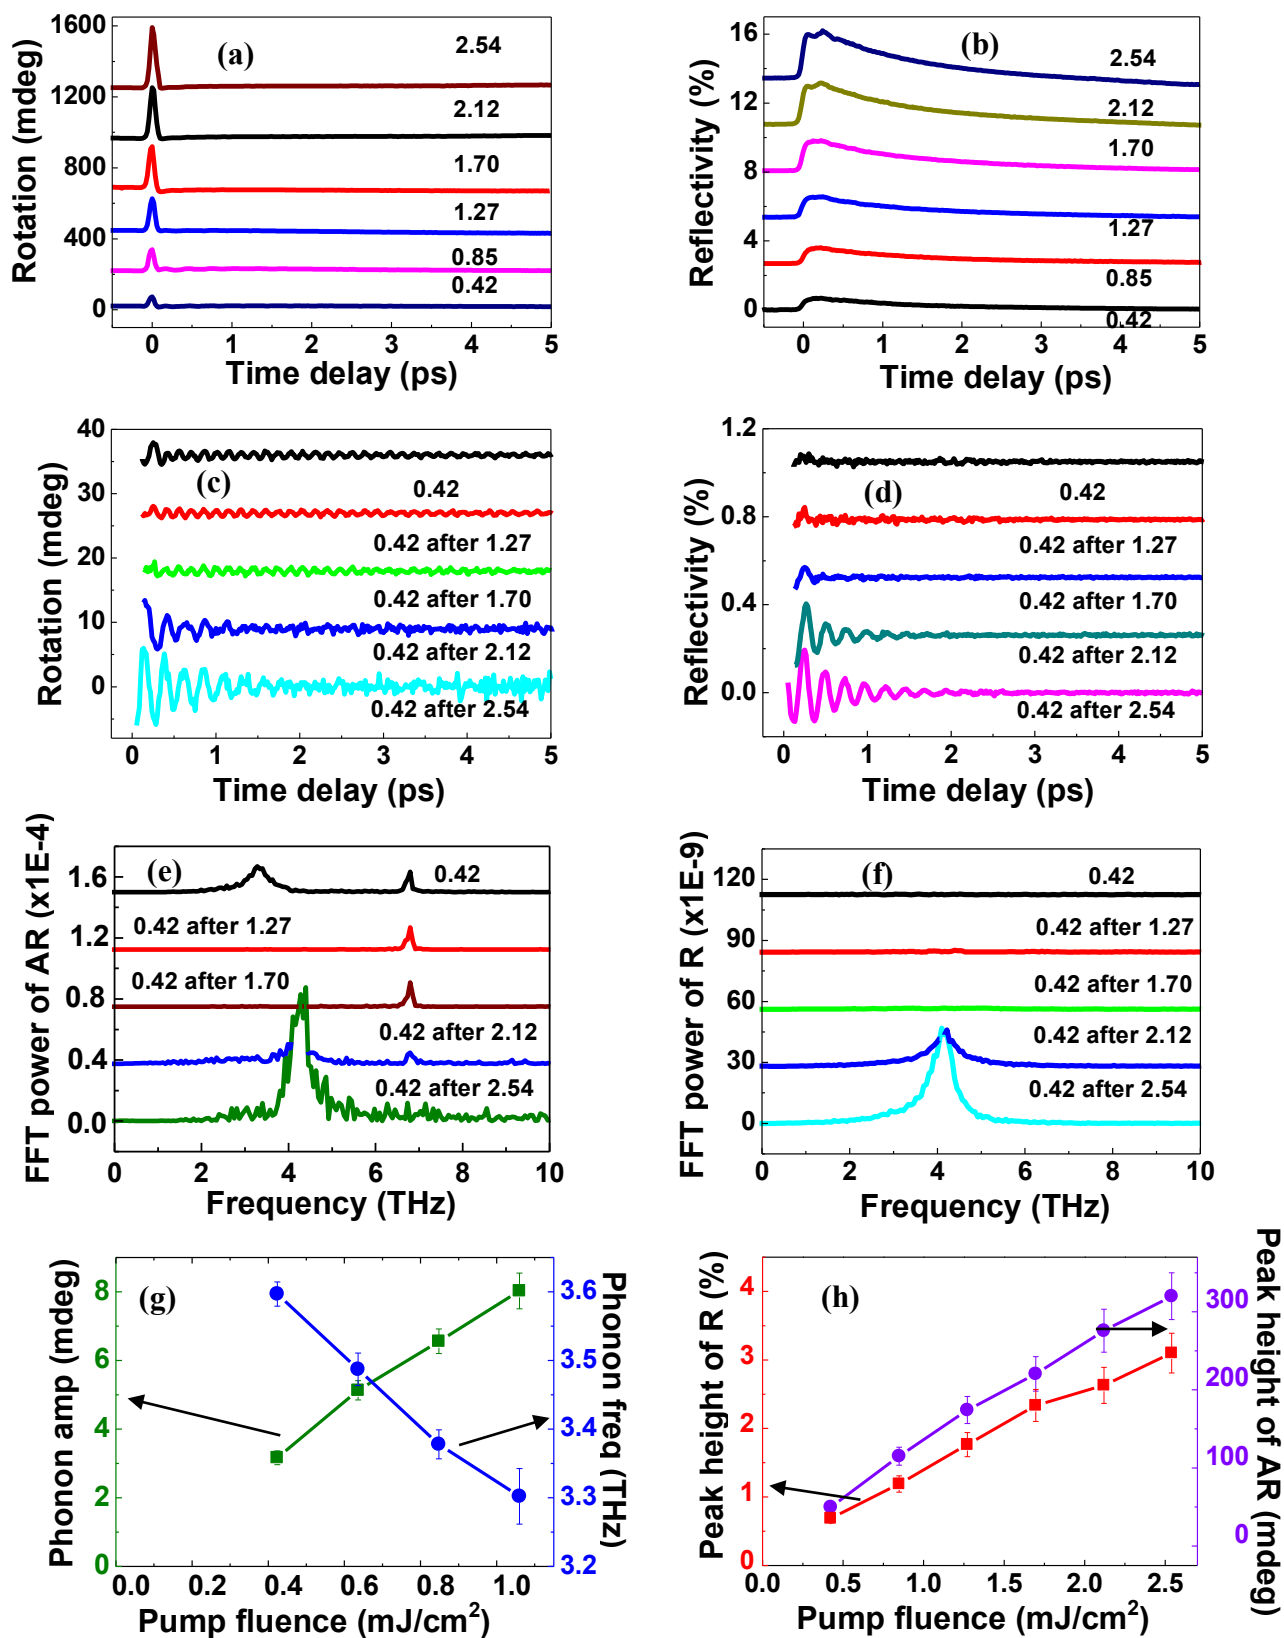 Rotation (mdeg)
1600
1200
800
400
0
(a)
2.54
2.12
1.70
1.27
0.85
0.42
0 1 2 3 4 5
Time delay (ps)
Reflectivity (%)
16
12
8
4
0
(b)
2.54
2.12
1.70
1.27
0.85
0.42
0 1 2 3 4 5
Time delay (ps)
Rotation (mdeg)
40
30
20
10
0
(c)
0.42
0.42 after 1.27
0.42 after 1.70
0.42 after 2.12
0.42 after 2.54
0 1 2 3 4 5
Time delay (ps)
Reflectivity (%)
1.2
0.8
0.4
0.0
(d)
0.42
0.42 after 1.27
0.42 after 1.70
0.42 after 2.12
0.42 after 2.54
0 1 2 3 4 5
Time delay (ps)
FFT power of AR (x1E-4)
1.6
1.2
0.8
0.4
0.0
(e)
0.42
0.42 after 1.27
0.42 after 1.70
0.42 after 2.12
0.42 after 2.54
0 2 4 6 8 10
Frequency (THz)
FFT power of R (x1E-9)
120
90
60
30
0
(f)
0.42
0.42 after 1.27
0.42 after 1.70
0.42 after 2.12
0.42 after 2.54
0 2 4 6 8 10
Frequency (THz)
Phonon amp (mdeg)
8
6
4
2
0
(g)
3.6
3.5
3.4
3.3
3.2
Phonon freq (THz)
0.0 0.2 0.4 0.6 0.8 1.0
Pump fluence (mJ/cm²)
Peak height of R (%)
4
3
2
1
0
(h)
300
200
100
0
Peak height of AR (mdeg)
0.0 0.5 1.0 1.5 2.0 2.5
Pump fluence (mJ/cm²)